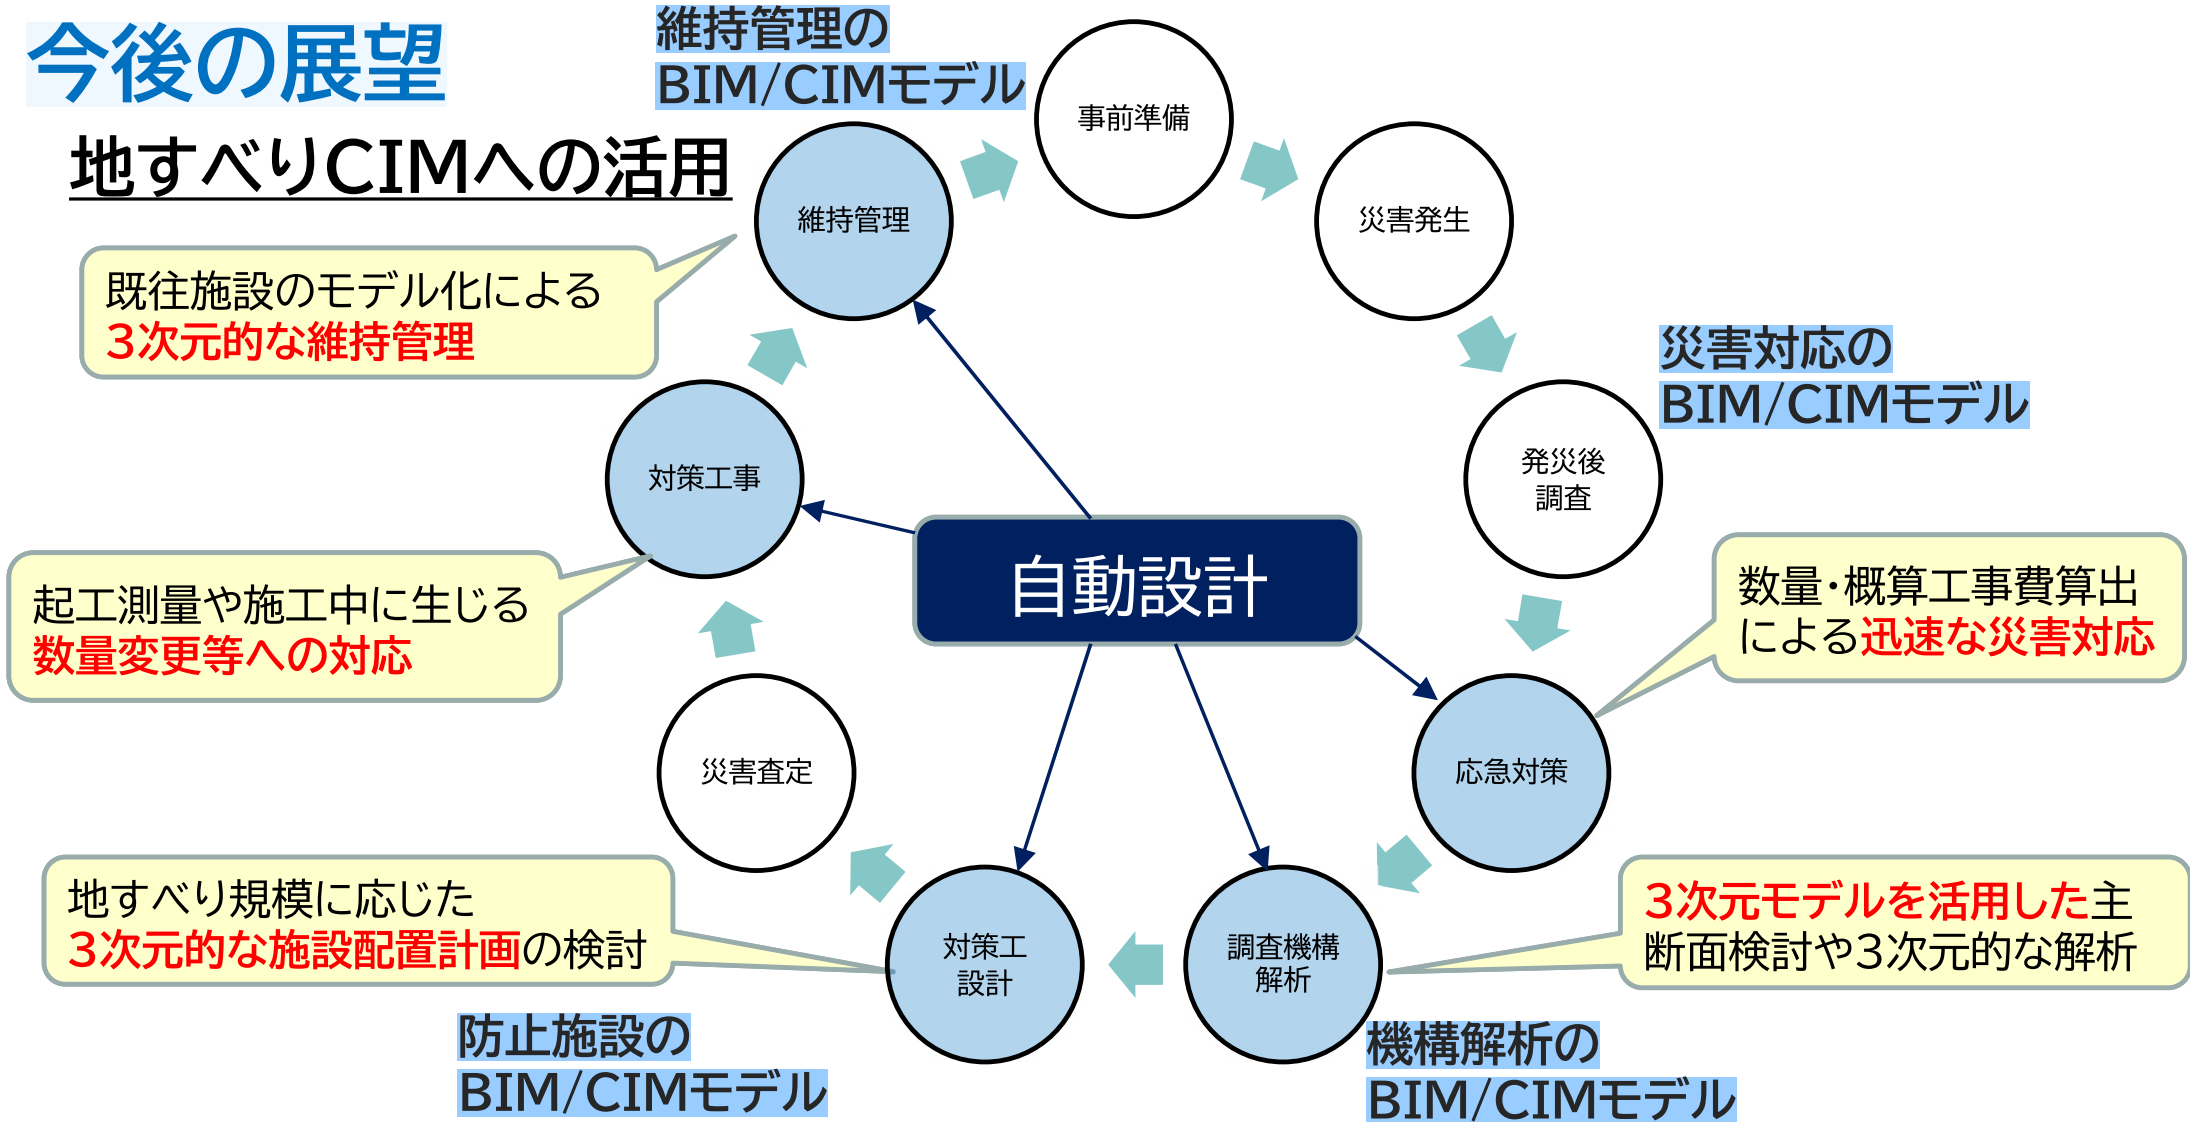 今後の展望
地すべりCIMへの活用
維持管理の
BIM/CIMモデル
事前準備
維持管理
災害発生
既往施設のモデル化による
３次元的な維持管理
災害対応の
BIM/CIMモデル
対策工事
発災後
調査
自動設計
起工測量や施工中に生じる
数量変更等への対応
数量・概算工事費算出
による迅速な災害対応
災害査定
応急対策
地すべり規模に応じた
３次元的な施設配置計画の検討
対策工
設計
調査機構
解析
３次元モデルを活用した主
断面検討や３次元的な解析
防止施設の
BIM/CIMモデル
機構解析の
BIM/CIMモデル